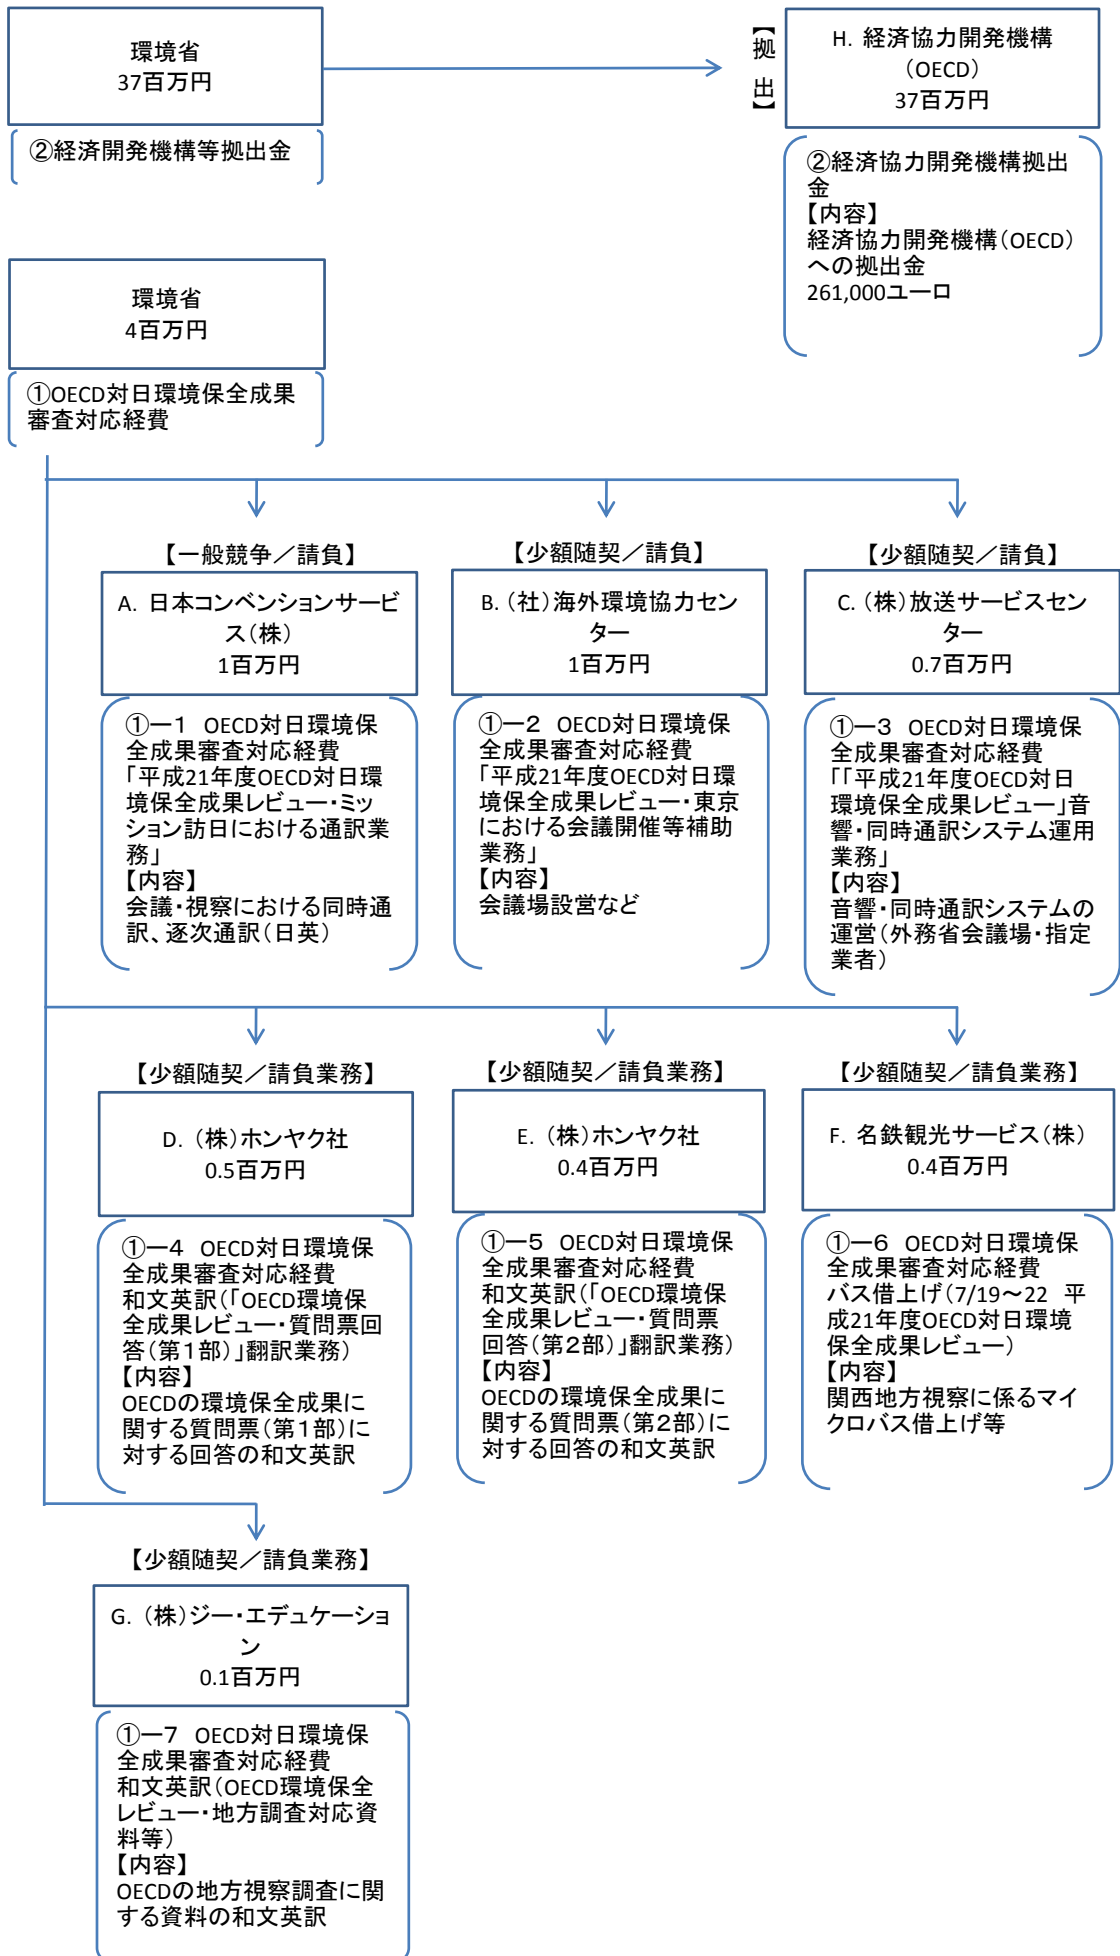 環境省
37百万円
②経済開発機構等拠出金
【拠出】
H. 経済協力開発機構
(OECD)
37百万円
②経済協力開発機構拠出
金
【内容】
経済協力開発機構(OECD)
への拠出金
261,000ユーロ
環境省
4百万円
①OECD対日環境保全成果
審査対応経費
【一般競争／請負】
A. 日本コンベンションサービ
ス(株)
1百万円
①ー1 OECD対日環境保
全成果審査対応経費
「平成21年度OECD対日環
境保全成果レビュー・ミッ
ション訪日における通訳業
務」
【内容】
会議・視察における同時通
訳、逐次通訳(日英)
【少額随契／請負】
B. (社)海外環境協力セン
ター
1百万円
①ー2 OECD対日環境保
全成果審査対応経費
「平成21年度OECD対日環
境保全成果レビュー・東京
における会議開催等補助
業務」
【内容】
会議場設営など
【少額随契／請負】
C. (株)放送サービスセン
ター
0.7百万円
①ー3 OECD対日環境保
全成果審査対応経費
「「平成21年度OECD対日
環境保全成果レビュー」音
響・同時通訳システム運用
業務」
【内容】
音響・同時通訳システムの
運営(外務省会議場・指定
業者)
【少額随契／請負業務】
D. (株)ホンヤク社
0.5百万円
①ー4 OECD対日環境保
全成果審査対応経費
和文英訳(「OECD環境保
全成果レビュー・質問票回
答(第1部)」翻訳業務)
【内容】
OECDの環境保全成果に
関する質問票(第1部)に
対する回答の和文英訳
【少額随契／請負業務】
E. (株)ホンヤク社
0.4百万円
①ー5 OECD対日環境保
全成果審査対応経費
和文英訳(「OECD環境保
全成果レビュー・質問票
回答(第2部)」翻訳業務)
【内容】
OECDの環境保全成果に
関する質問票(第2部)に
対する回答の和文英訳
【少額随契／請負業務】
F. 名鉄観光サービス(株)
0.4百万円
①ー6 OECD対日環境保
全成果審査対応経費
バス借上げ(7/19～22 平
成21年度OECD対日環境
保全成果レビュー)
【内容】
関西地方視察に係るマイ
クロバス借上げ等
【少額随契／請負業務】
G. (株)ジー・エデュケーショ
ン
0.1百万円
①ー7 OECD対日環境保
全成果審査対応経費
和文英訳(OECD環境保全
レビュー・地方調査対応資
料等)
【内容】
OECDの地方視察調査に関
する資料の和文英訳